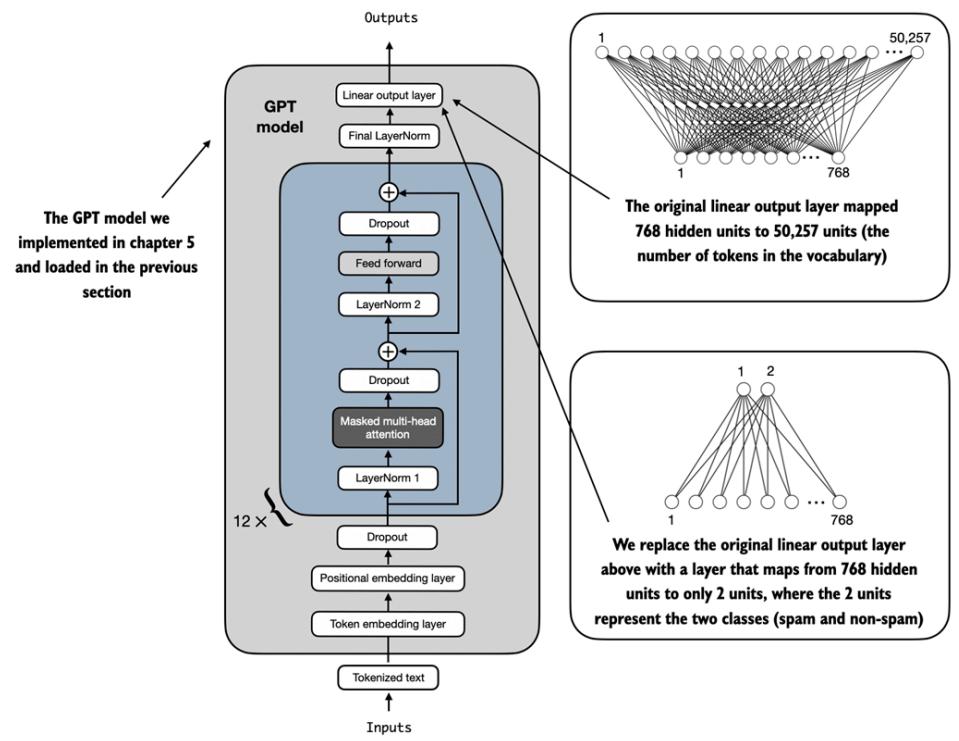 Outputs
GPT
model
Linear output layer
Final LayerNorm
Dropout
Feed forward
LayerNorm 2
Dropout
Masked multi-head
attention
LayerNorm 1
12 ×
Dropout
Positional embedding layer
Token embedding layer
Tokenized text
Inputs
The GPT model we
implemented in chapter 5
and loaded in the previous
section
1 50,257
1 768
The original linear output layer mapped
768 hidden units to 50,257 units (the
number of tokens in the vocabulary)
1 2
1 768
We replace the original linear output layer
above with a layer that maps from 768 hidden
units to only 2 units, where the 2 units
represent the two classes (spam and non-spam)